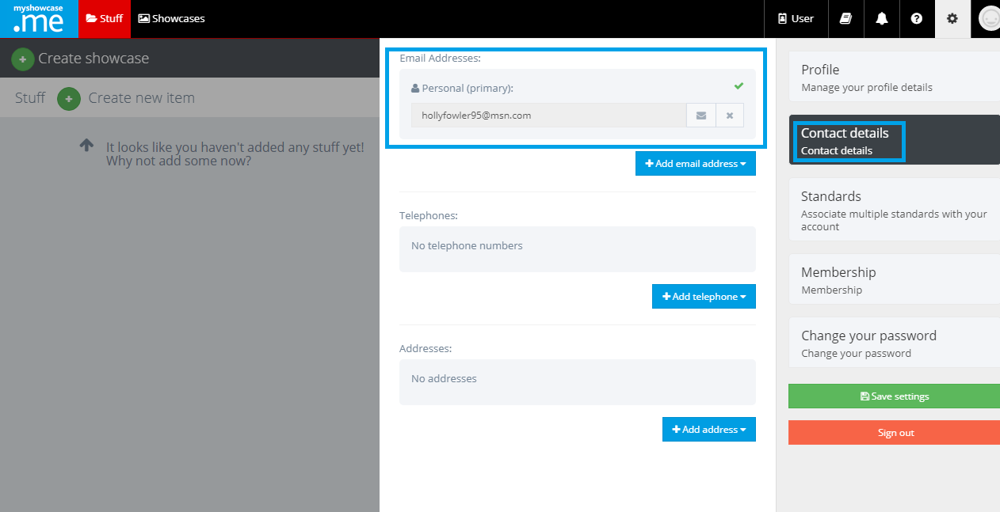 myshowcase
.me
Stuff
Showcases
User
Create showcase
Stuff
Create new item
It looks like you haven't added any stuff yet!
Why not add some now?
Email Addresses:
Personal (primary):
hollyfowler95@msn.com
Add email address
Telephones:
No telephone numbers
Add telephone
Addresses:
No addresses
Add address
Profile
Manage your profile details
Contact details
Contact details
Standards
Associate multiple standards with your
account
Membership
Membership
Change your password
Change your password
Save settings
Sign out